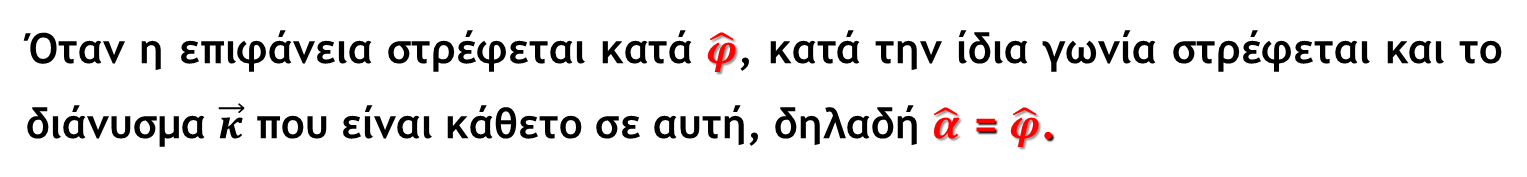 Όταν η επιφάνεια στρέφεται κατά φ̂, κατά την ίδια γωνία στρέφεται και το
διάνυσμα κ⃗ που είναι κάθετο σε αυτή, δηλαδή α̂ = φ̂.